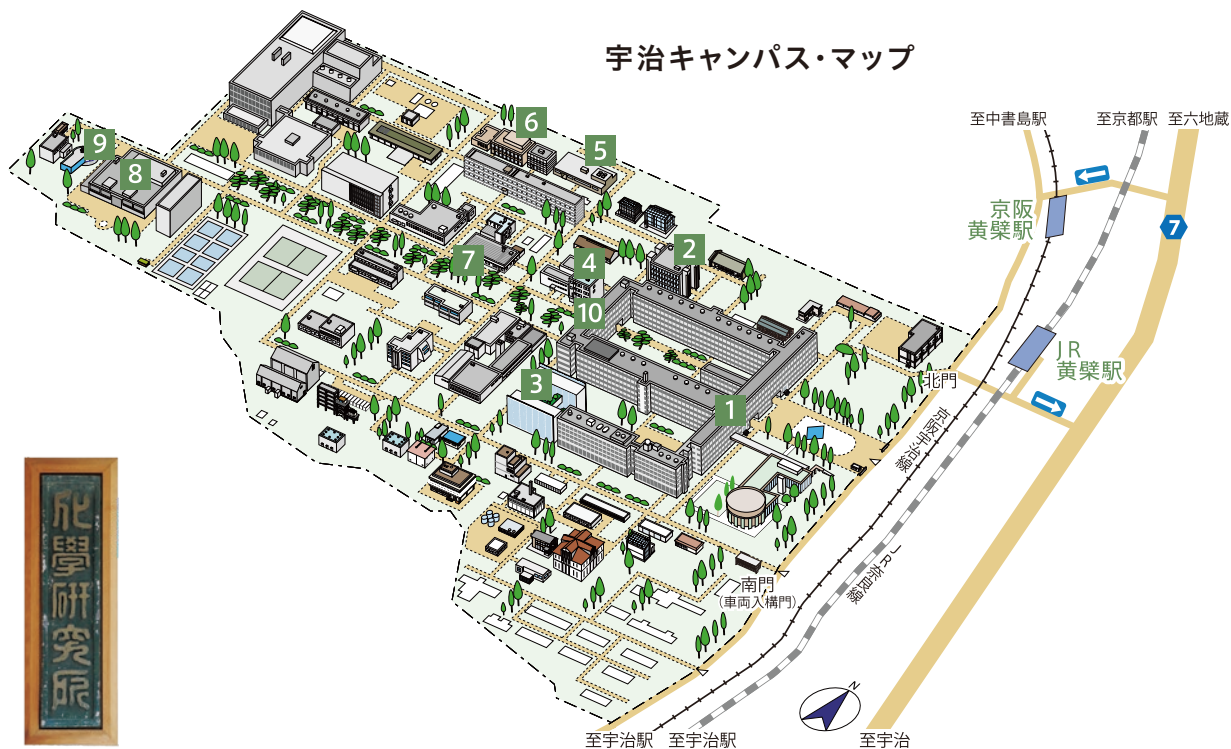 宇治キャンパス・マップ
至中書島駅
至京都駅
至六地蔵
6
5
9
8
京阪
黄檗駅
7
2
7
4
10
JR
黄檗駅
北門
3
1
京阪宇治線
JR奈良線
化學研究所
南門
(車両入構門)
N
至宇治駅
至宇治駅
至宇治